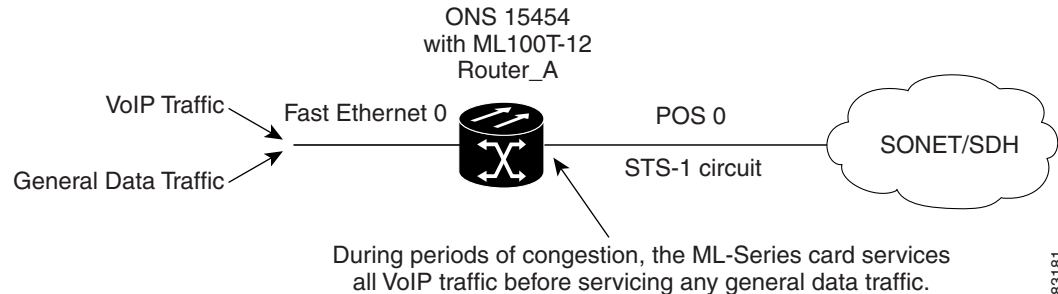 ONS 15454
with ML100T-12
Router_A
VoIP Traffic
Fast Ethernet 0
POS 0
SONET/SDH
General Data Traffic
STS-1 circuit
During periods of congestion, the ML-Series card services
all VoIP traffic before servicing any general data traffic.
83181